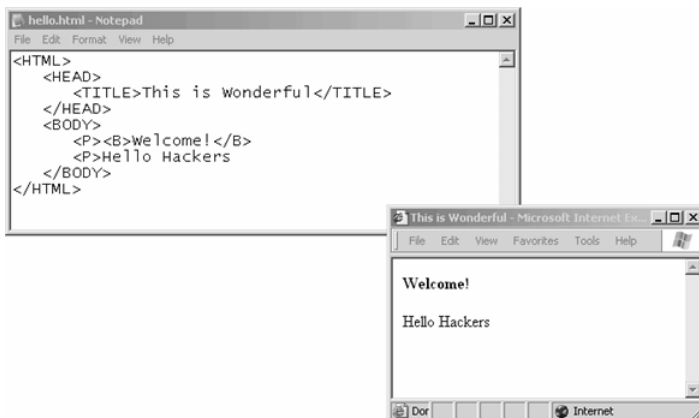 hello.html - Notepad
File Edit Format View Help
<HTML>
<HEAD>
<TITLE>This is Wonderful</TITLE>
</HEAD>
<BODY>
<P><B>Welcome!</B>
<P>Hello Hackers
</BODY>
</HTML>
This is Wonderful - Microsoft Internet Ex...
File Edit View Favorites Tools Help
Welcome!
Hello Hackers
Dor
Internet